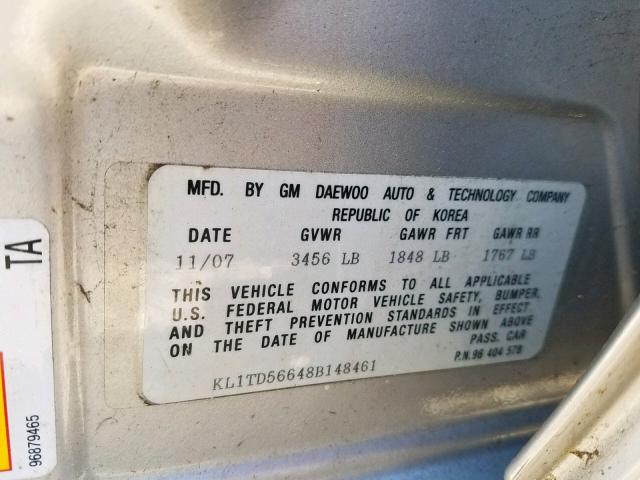 MFD. BY GM DAEWOO AUTO & TECHNOLOGY COMPANY
REPUBLIC OF KOREA
DATE GVWR GAWR FRT GAWR RR
11/07 3456 LB 1848 LB 1767 LB
THIS VEHICLE CONFORMS TO ALL APPLICABLE
U.S. FEDERAL MOTOR VEHICLE SAFETY, BUMPER,
AND THEFT PREVENTION STANDARDS IN EFFECT
ON THE DATE OF MANUFACTURE SHOWN ABOVE
PASS. CAR
P.N.96 404 578
KL1TD56648B148461
TA
96879465